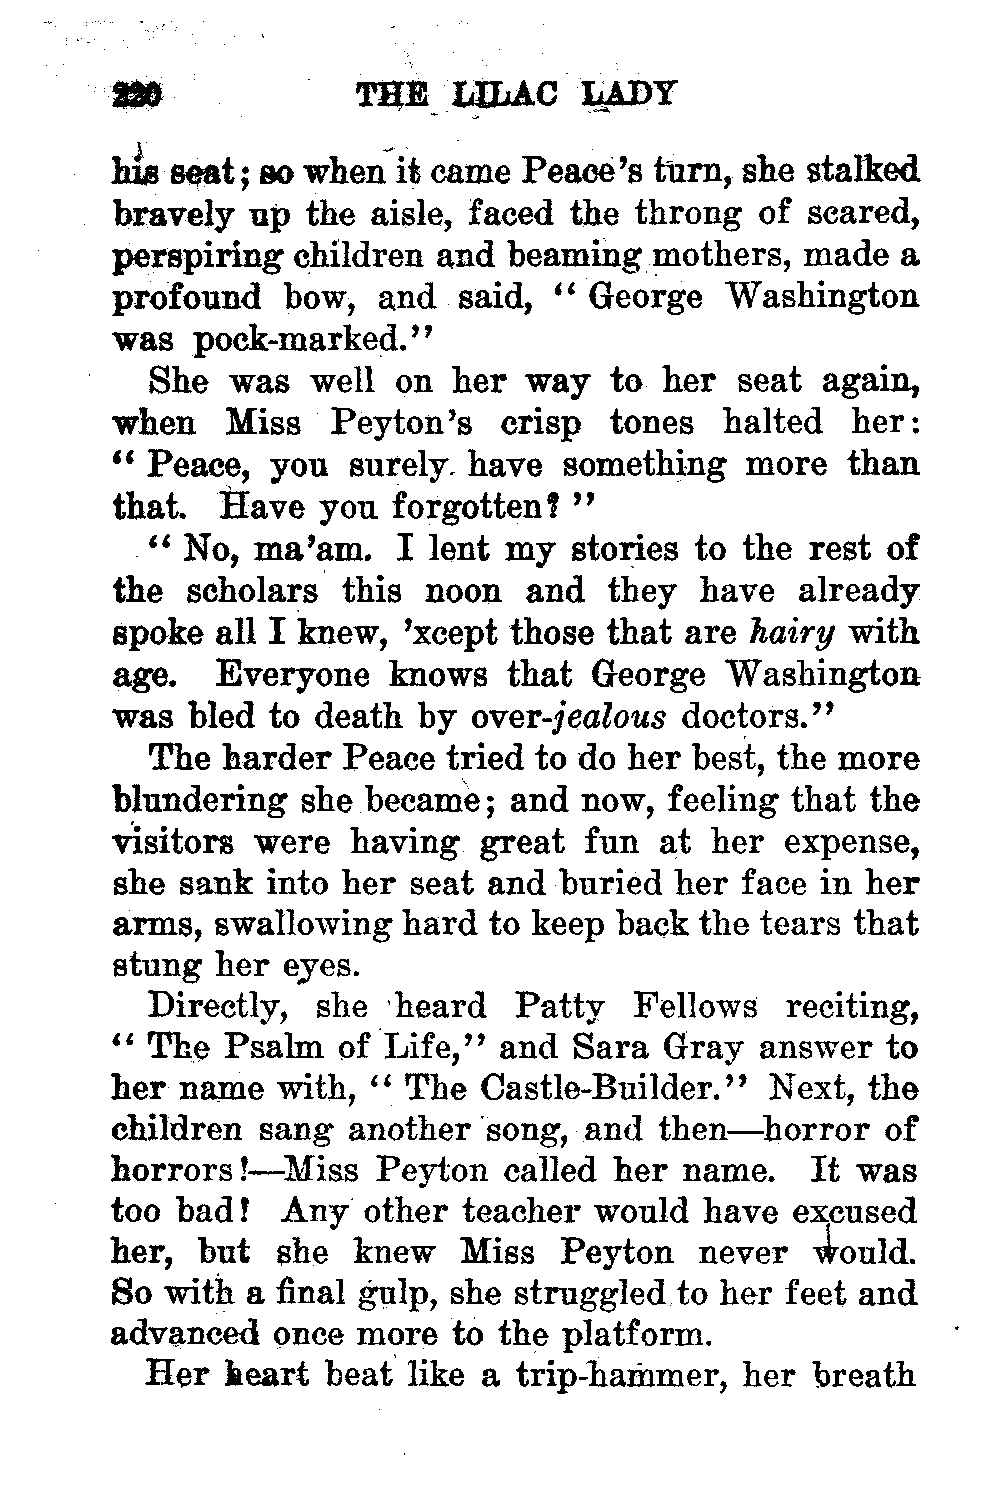 220 THE LILAC LADY
his seat; so when it came Peace's turn, she stalked
bravely up the aisle, faced the throng of scared,
perspiring children and beaming mothers, made a
profound bow, and said, "George Washington
was pock-marked."
She was well on her way to her seat again,
when Miss Peyton's crisp tones halted her:
"Peace, you surely have something more than
that. Have you forgotten?"
"No, ma'am. I lent my stories to the rest of
the scholars this noon and they have already
spoke all I knew, 'xcept those that are hairy with
age. Everyone knows that George Washington
was bled to death by over-jealous doctors."
The harder Peace tried to do her best, the more
blundering she became; and now, feeling that the
visitors were having great fun at her expense,
she sank into her seat and buried her face in her
arms, swallowing hard to keep back the tears that
stung her eyes.
Directly, she heard Patty Fellows reciting,
"The Psalm of Life," and Sara Gray answer to
her name with, "The Castle-Builder." Next, the
children sang another song, and then—horror of
horrors!—Miss Peyton called her name. It was
too bad! Any other teacher would have excused
her, but she knew Miss Peyton never would.
So with a final gulp, she struggled to her feet and
advanced once more to the platform.
Her heart beat like a trip-hammer, her breath